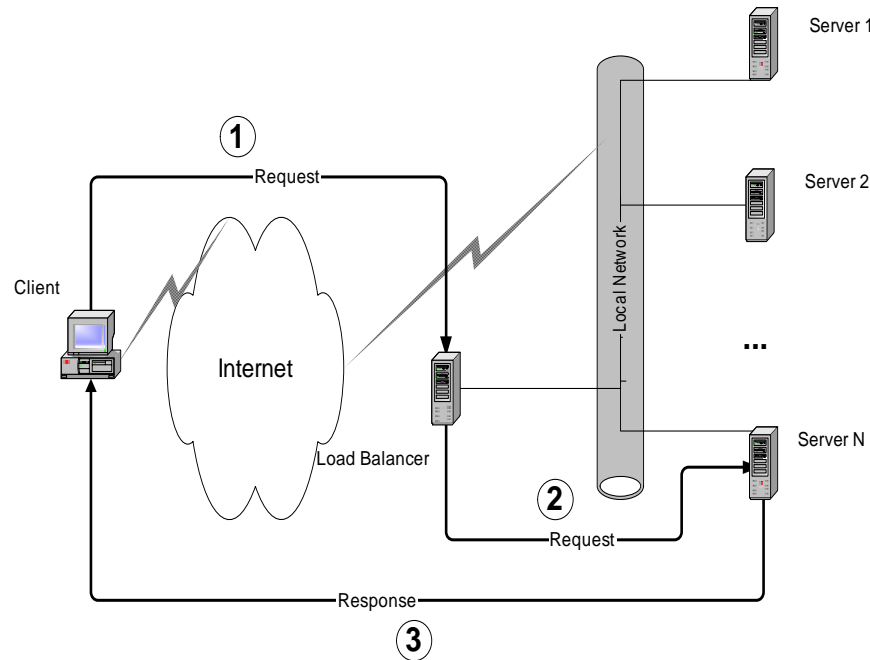 Server 1
1
Request
Server 2
Local Network
Client
Internet
...
Load Balancer
Server N
2
Request
Response
3